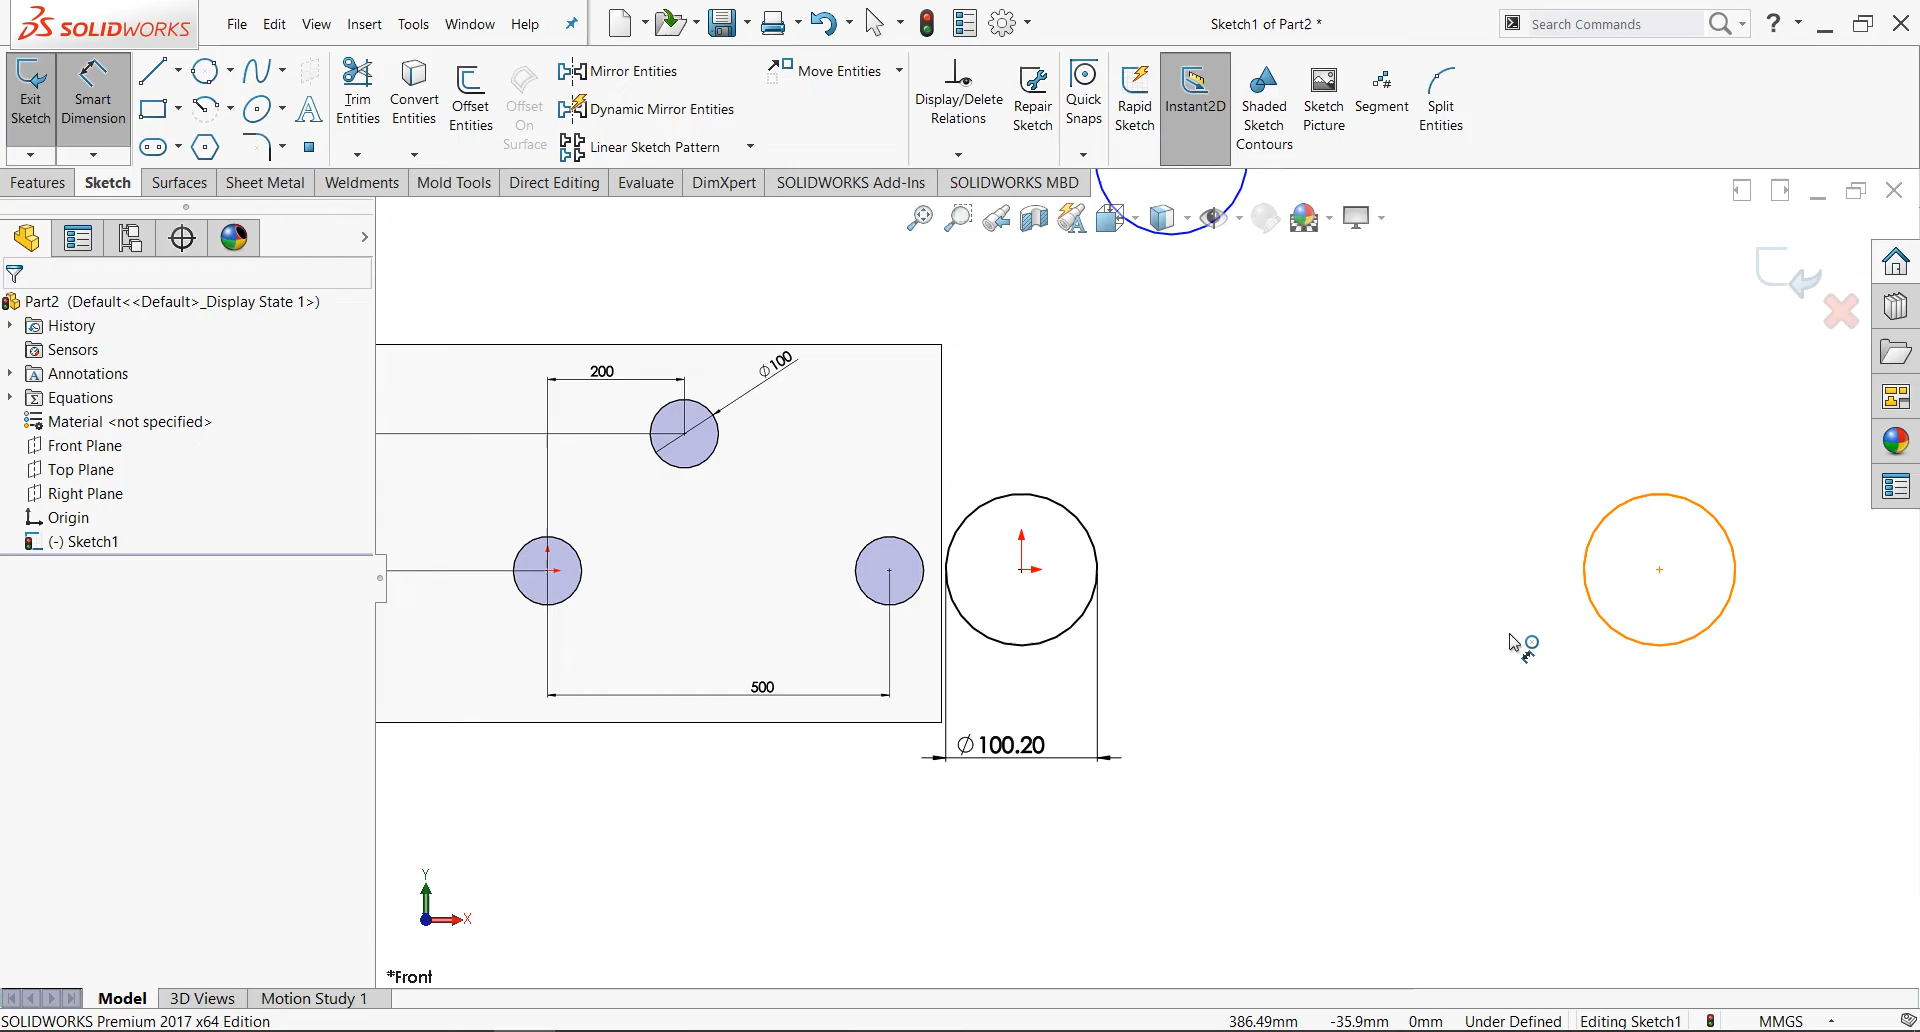 SOLIDWORKS
File Edit View Insert Tools Window Help
Sketch1 of Part2 *
Search Commands
?
Exit Sketch
Smart Dimension
A
Trim Entities
Convert Entities
Offset Entities
Offset On Surface
Mirror Entities
Dynamic Mirror Entities
Linear Sketch Pattern
Move Entities
Display/Delete Relations
Repair Sketch
Quick Snaps
Rapid Sketch
Instant2D
Shaded Sketch Contours
Sketch Picture
Segment
Split Entities
Features Sketch Surfaces Sheet Metal Weldments Mold Tools Direct Editing Evaluate DimXpert SOLIDWORKS Add-Ins SOLIDWORKS MBD
Part2 (Default<<Default>_Display State 1>)
History
Sensors
Annotations
Equations
Material <not specified>
Front Plane
Top Plane
Right Plane
Origin
(-) Sketch1
200
∅100
500
∅100.20
Y
X
*Front
Model 3D Views Motion Study 1
SOLIDWORKS Premium 2017 x64 Edition
386.49mm -35.9mm 0mm Under Defined Editing Sketch1 MMGS